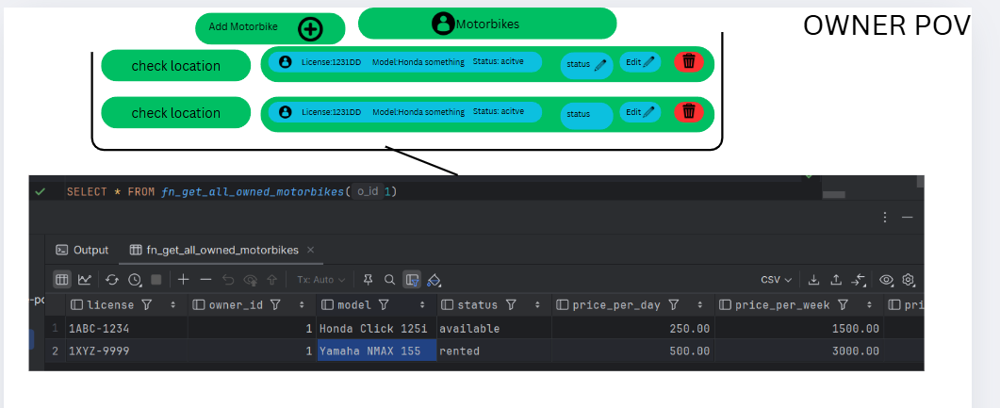 OWNER POV
Add Motorbike
Motorbikes
check location
License:1231DD Model:Honda something Status: acitve
status
Edit
check location
License:1231DD Model:Honda something Status: acitve
status
Edit
SELECT * FROM fn_get_all_owned_motorbikes( o_id 1)
Output fn_get_all_owned_motorbikes ×
Tx: Auto CSV
license owner_id model status price_per_day price_per_week pri
1 1ABC-1234 1 Honda Click 125i available 250.00 1500.00
2 1XYZ-9999 1 Yamaha NMAX 155 rented 500.00 3000.00